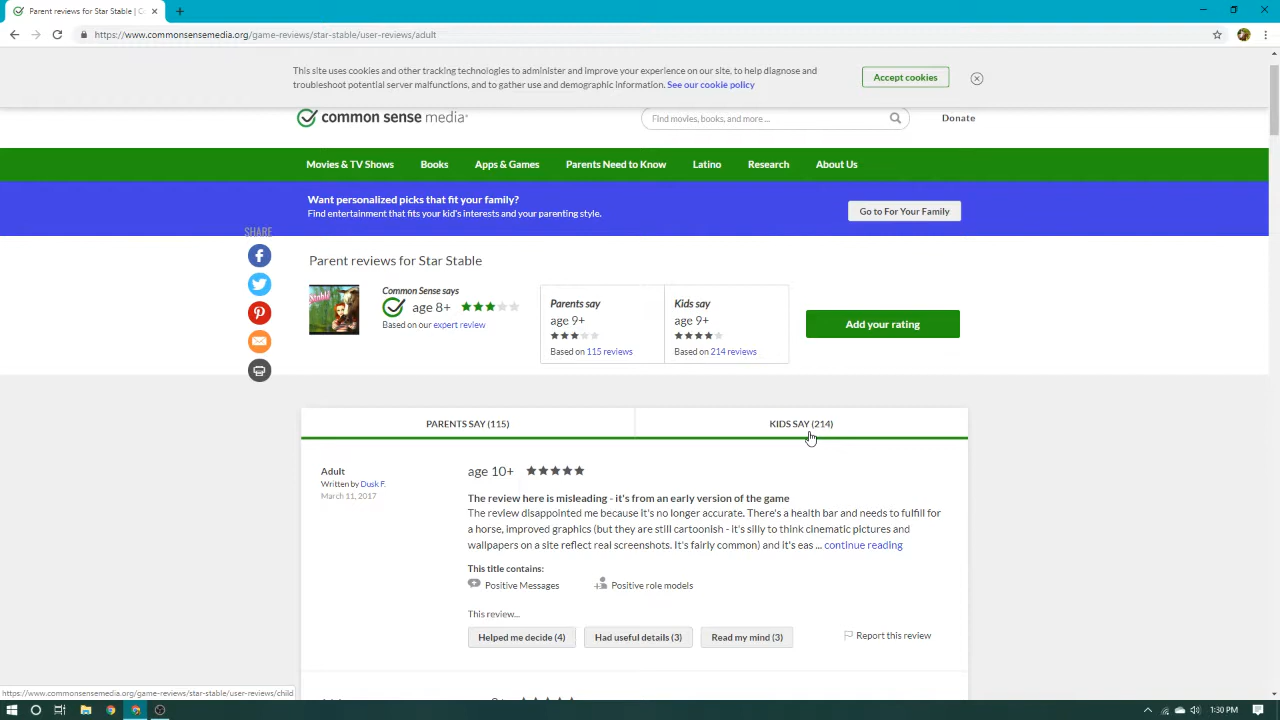 Parent reviews for Star Stable | C
https://www.commonsensemedia.org/game-reviews/star-stable/user-reviews/adult
This site uses cookies and other tracking technologies to administer and improve your experience on our site, to help diagnose and
troubleshoot potential server malfunctions, and to gather use and demographic information. See our cookie policy
Accept cookies
common sense media
Find movies, books, and more ...
Donate
Movies & TV Shows Books Apps & Games Parents Need to Know Latino Research About Us
Want personalized picks that fit your family?
Find entertainment that fits your kid's interests and your parenting style.
Go to For Your Family
SHARE
Parent reviews for Star Stable
Common Sense says
age 8+
Based on our expert review
Parents say
age 9+
Based on 115 reviews
Kids say
age 9+
Based on 214 reviews
Add your rating
PARENTS SAY (115)
KIDS SAY (214)
Adult
Written by Dusk F.
March 11, 2017
age 10+
The review here is misleading - it's from an early version of the game
The review disappointed me because it's no longer accurate. There's a health bar and needs to fulfill for
a horse, improved graphics (but they are still cartoonish - it's silly to think cinematic pictures and
wallpapers on a site reflect real screenshots. It's fairly common) and it's eas ... continue reading
This title contains:
Positive Messages Positive role models
This review...
Helped me decide (4) Had useful details (3) Read my mind (3) Report this review
https://www.commonsensemedia.org/game-reviews/star-stable/user-reviews/child
1:30 PM